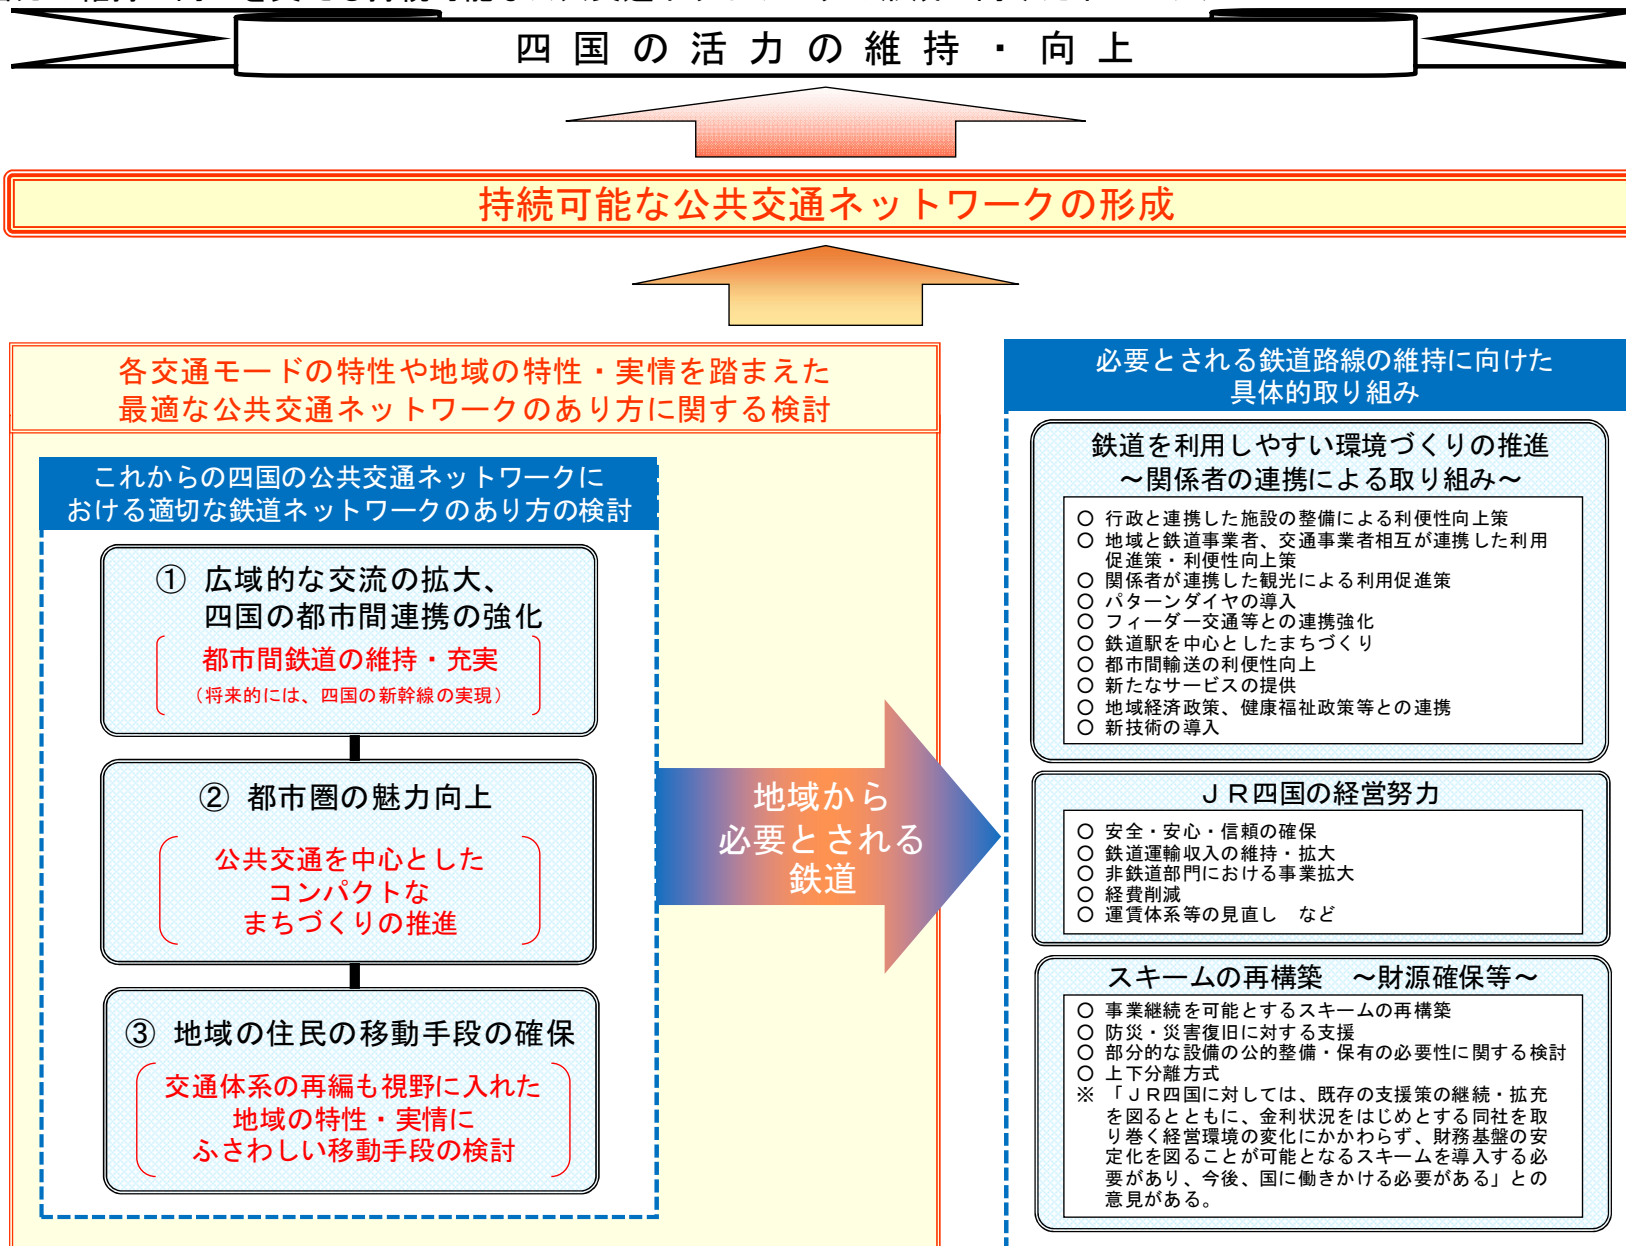 四国の活力の維持・向上
持続可能な公共交通ネットワークの形成
各交通モードの特性や地域の特性・実情を踏まえた
最適な公共交通ネットワークのあり方に関する検討
これからの四国の公共交通ネットワークに
おける適切な鉄道ネットワークのあり方の検討
① 広域的な交流の拡大、
四国の都市間連携の強化
都市間鉄道の維持・充実
（将来的には、四国の新幹線の実現）
② 都市圏の魅力向上
公共交通を中心とした
コンパクトな
まちづくりの推進
③ 地域の住民の移動手段の確保
交通体系の再編も視野に入れた
地域の特性・実情に
ふさわしい移動手段の検討
地域から
必要とされる
鉄道
必要とされる鉄道路線の維持に向けた
具体的取り組み
鉄道を利用しやすい環境づくりの推進
～関係者の連携による取り組み～
○ 行政と連携した施設の整備による利便性向上策
○ 地域と鉄道事業者、交通事業者相互が連携した利用
促進策・利便性向上策
○ 関係者が連携した観光による利用促進策
○ パターンダイヤの導入
○ フィーダー交通等との連携強化
○ 鉄道駅を中心としたまちづくり
○ 都市間輸送の利便性向上
○ 新たなサービスの提供
○ 地域経済政策、健康福祉政策等との連携
○ 新技術の導入
ＪＲ四国の経営努力
○ 安全・安心・信頼の確保
○ 鉄道運輸収入の維持・拡大
○ 非鉄道部門における事業拡大
○ 経費削減
○ 運賃体系等の見直し　など
スキームの再構築　～財源確保等～
○ 事業継続を可能とするスキームの再構築
○ 防災・災害復旧に対する支援
○ 部分的な設備の公的整備・保有の必要性に関する検討
○ 上下分離方式
※ 「ＪＲ四国に対しては、既存の支援策の継続・拡充
を図るとともに、金利状況をはじめとする同社を取
り巻く経営環境の変化にかかわらず、財務基盤の安
定化を図ることが可能となるスキームを導入する必
要があり、今後、国に働きかける必要がある」との
意見がある。